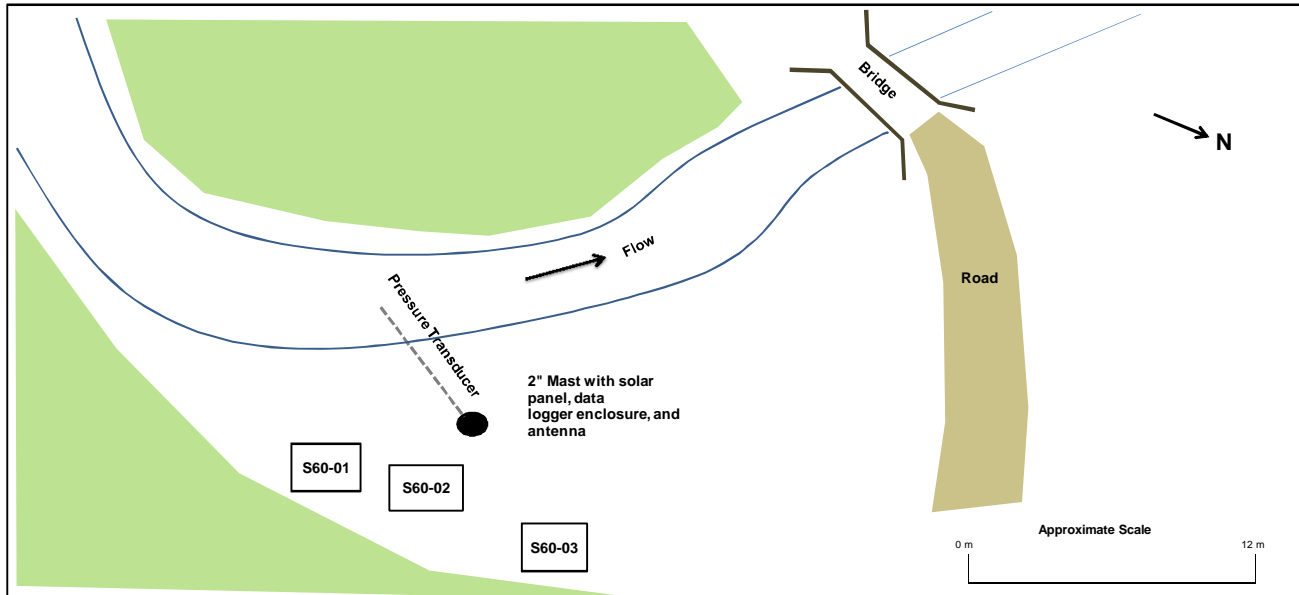 Bridge
N
Flow
Road
Pressure Transducer
2" Mast with solar
panel, data
logger enclosure, and
antenna
S60-01
S60-02
S60-03
Approximate Scale
0 m
12 m